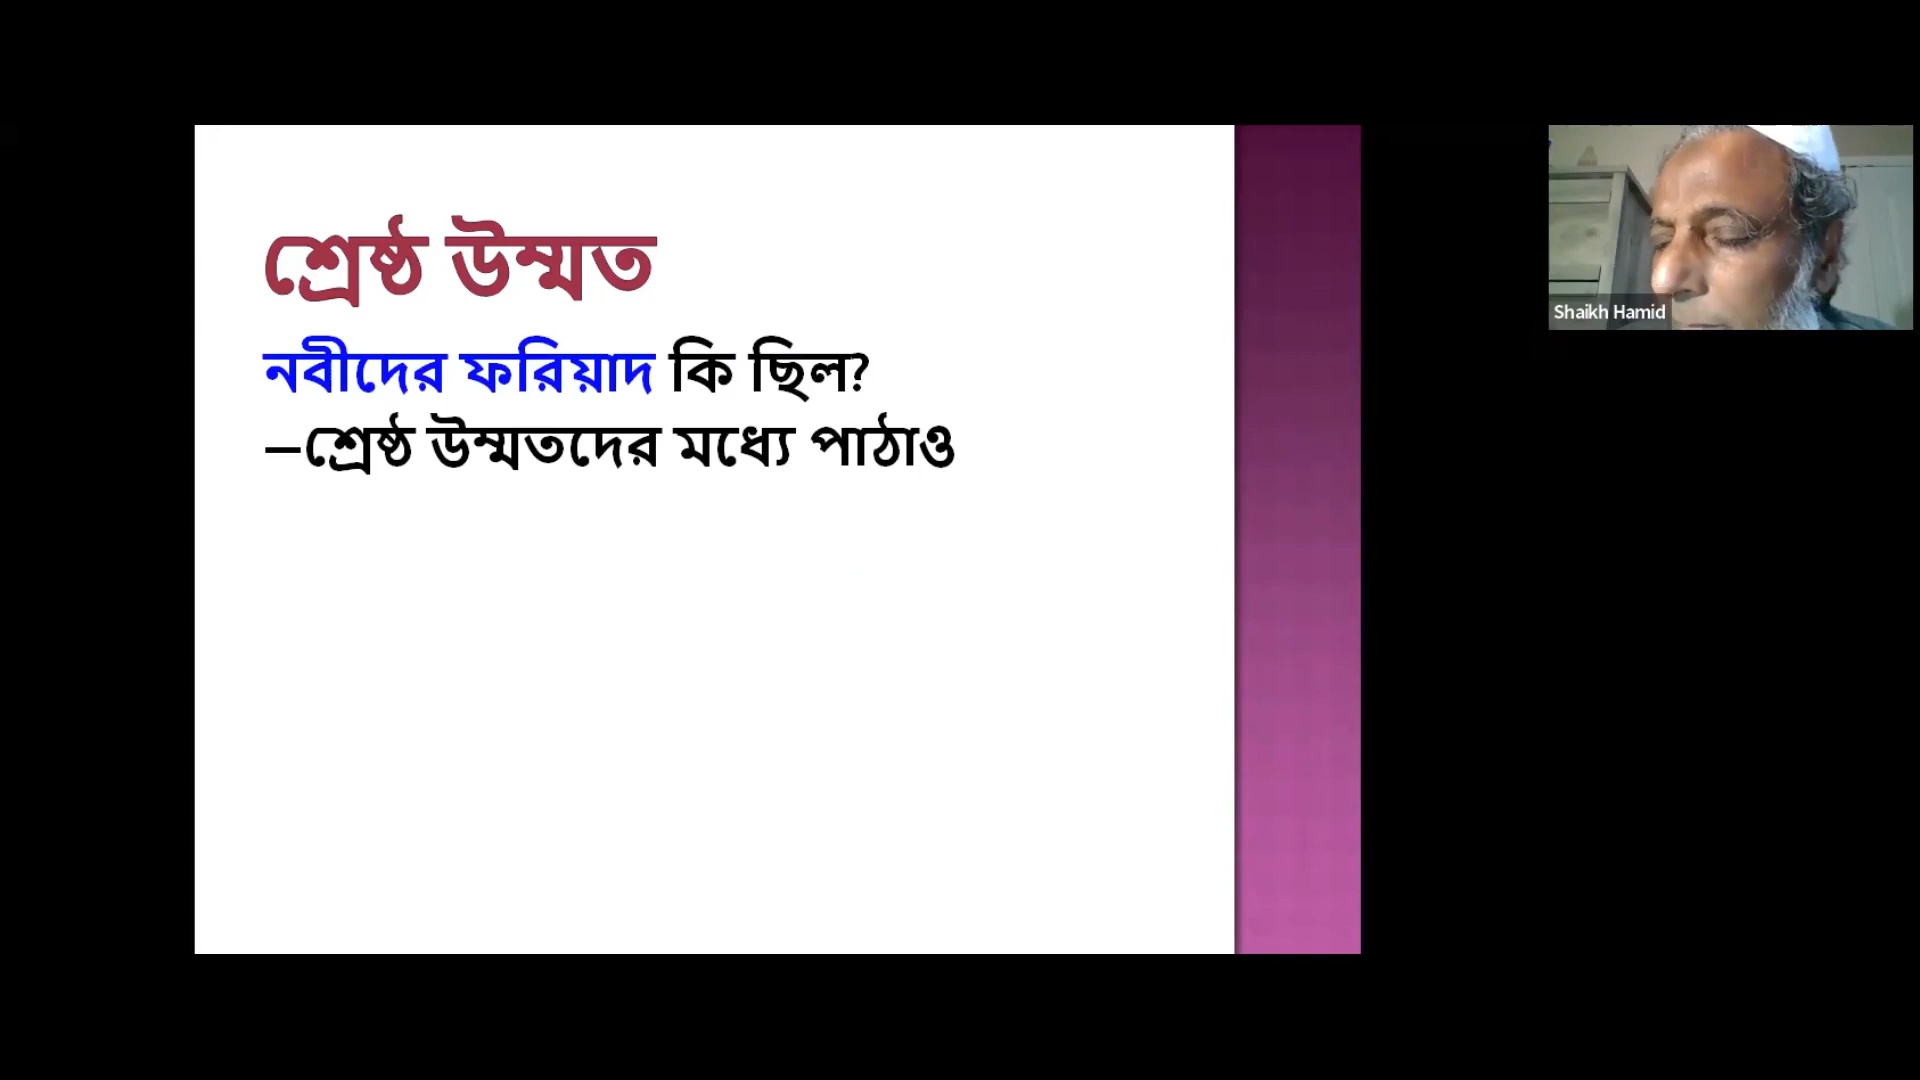 শ্রেষ্ঠ উম্মত
নবীদের ফরিয়াদ কি ছিল?
–শ্রেষ্ঠ উম্মতদের মধ্যে পাঠাও
Shaikh Hamid